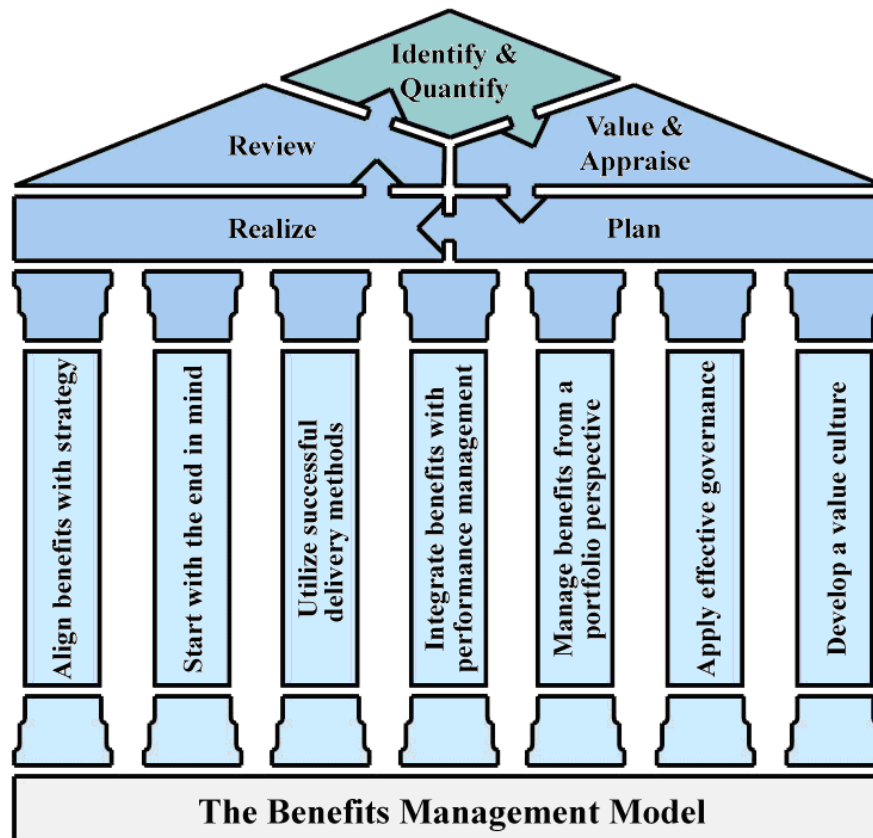 Identify &
Quantify
Review
Value &
Appraise
Realize
Plan
Align benefits with strategy
Start with the end in mind
Utilize successful
delivery methods
Integrate benefits with
performance management
Manage benefits from a
portfolio perspective
Apply effective governance
Develop a value culture
The Benefits Management Model